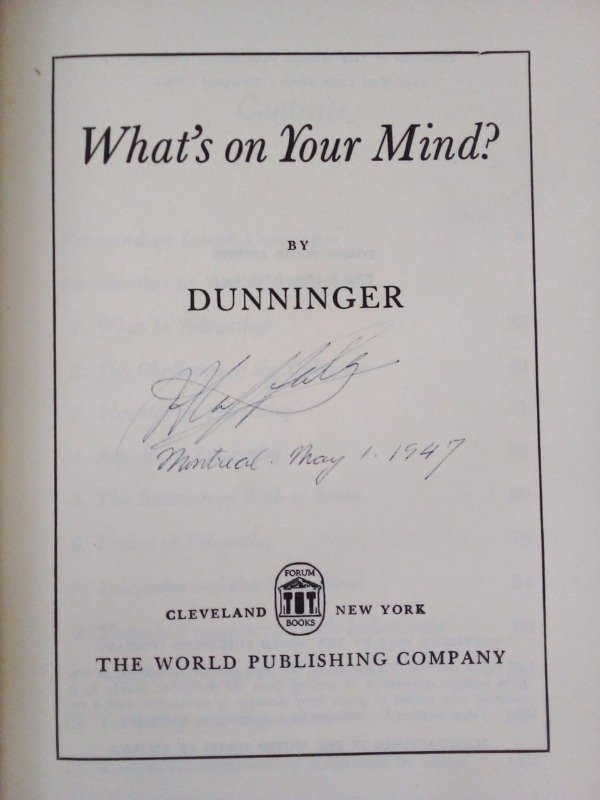 What's on Your Mind?
BY
DUNNINGER
Montreal. May 1. 1947
FORUM
BOOKS
CLEVELAND NEW YORK
THE WORLD PUBLISHING COMPANY